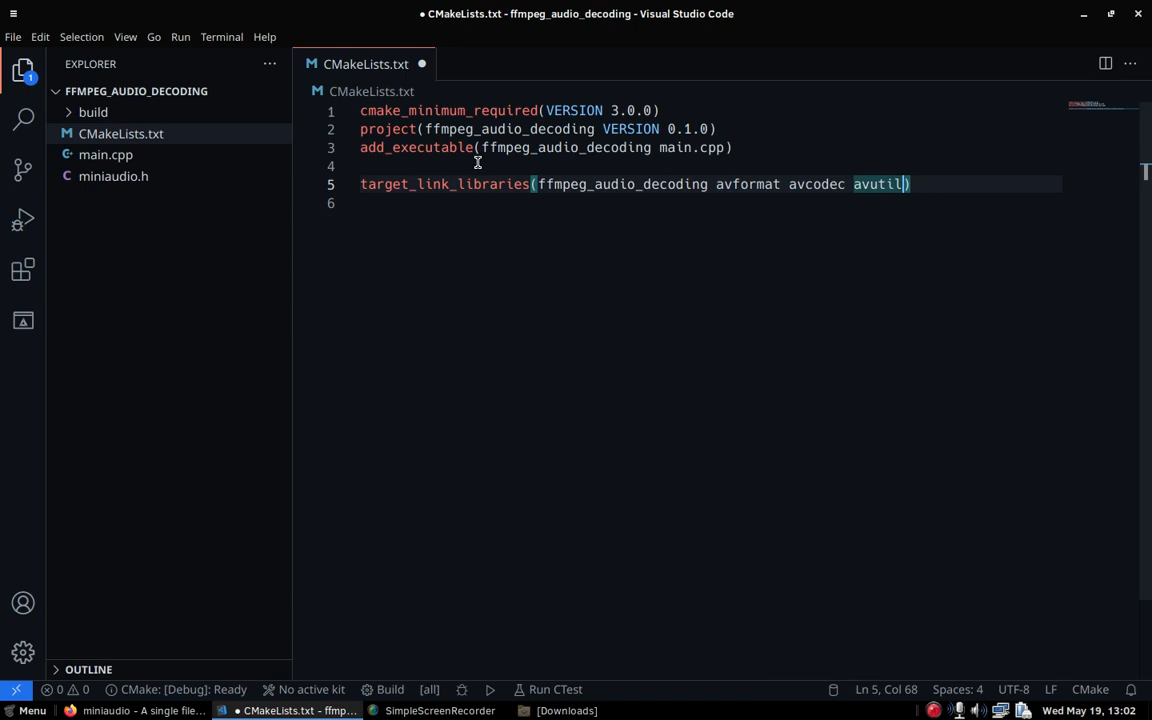 ● CMakeLists.txt - ffmpeg_audio_decoding - Visual Studio Code
File Edit Selection View Go Run Terminal Help
EXPLORER
CMakeLists.txt ●
FFMPEG_AUDIO_DECODING
CMakeLists.txt
build
CMakeLists.txt
main.cpp
miniaudio.h
1 cmake_minimum_required(VERSION 3.0.0)
2 project(ffmpeg_audio_decoding VERSION 0.1.0)
3 add_executable(ffmpeg_audio_decoding main.cpp)
4
5 target_link_libraries(ffmpeg_audio_decoding avformat avcodec avutil)
6
1
OUTLINE
0 0 CMake: [Debug]: Ready No active kit Build [all] Run CTest Ln 5, Col 68 Spaces: 4 UTF-8 LF CMake
Menu miniaudio - A single file... ● CMakeLists.txt - ffmp... SimpleScreenRecorder [Downloads] Wed May 19, 13:02